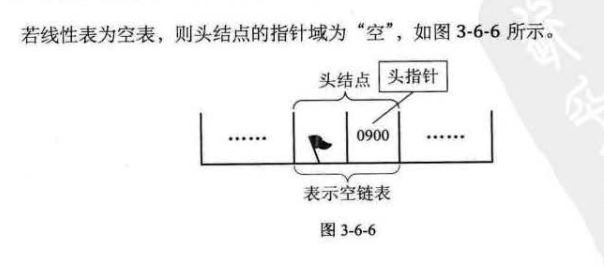 若线性表为空表，则头结点的指针域为“空”，如图 3-6-6 所示。
头结点 头指针
…… 0900 ……
表示空链表
图 3-6-6